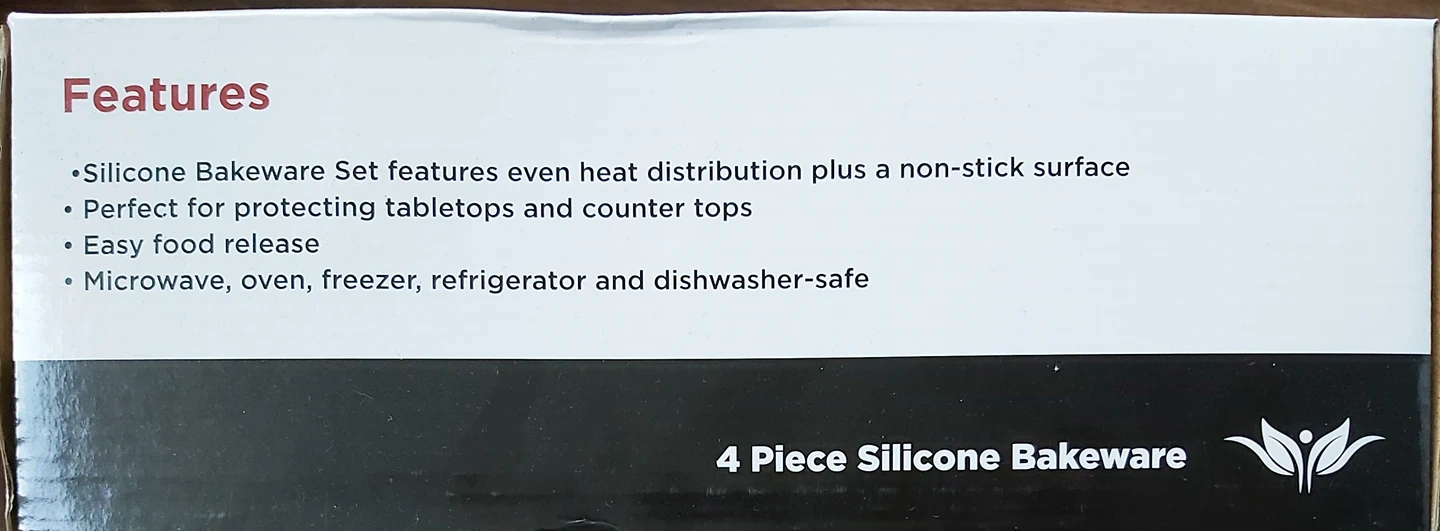 Features
•Silicone Bakeware Set features even heat distribution plus a non-stick surface
• Perfect for protecting tabletops and counter tops
• Easy food release
• Microwave, oven, freezer, refrigerator and dishwasher-safe
4 Piece Silicone Bakeware